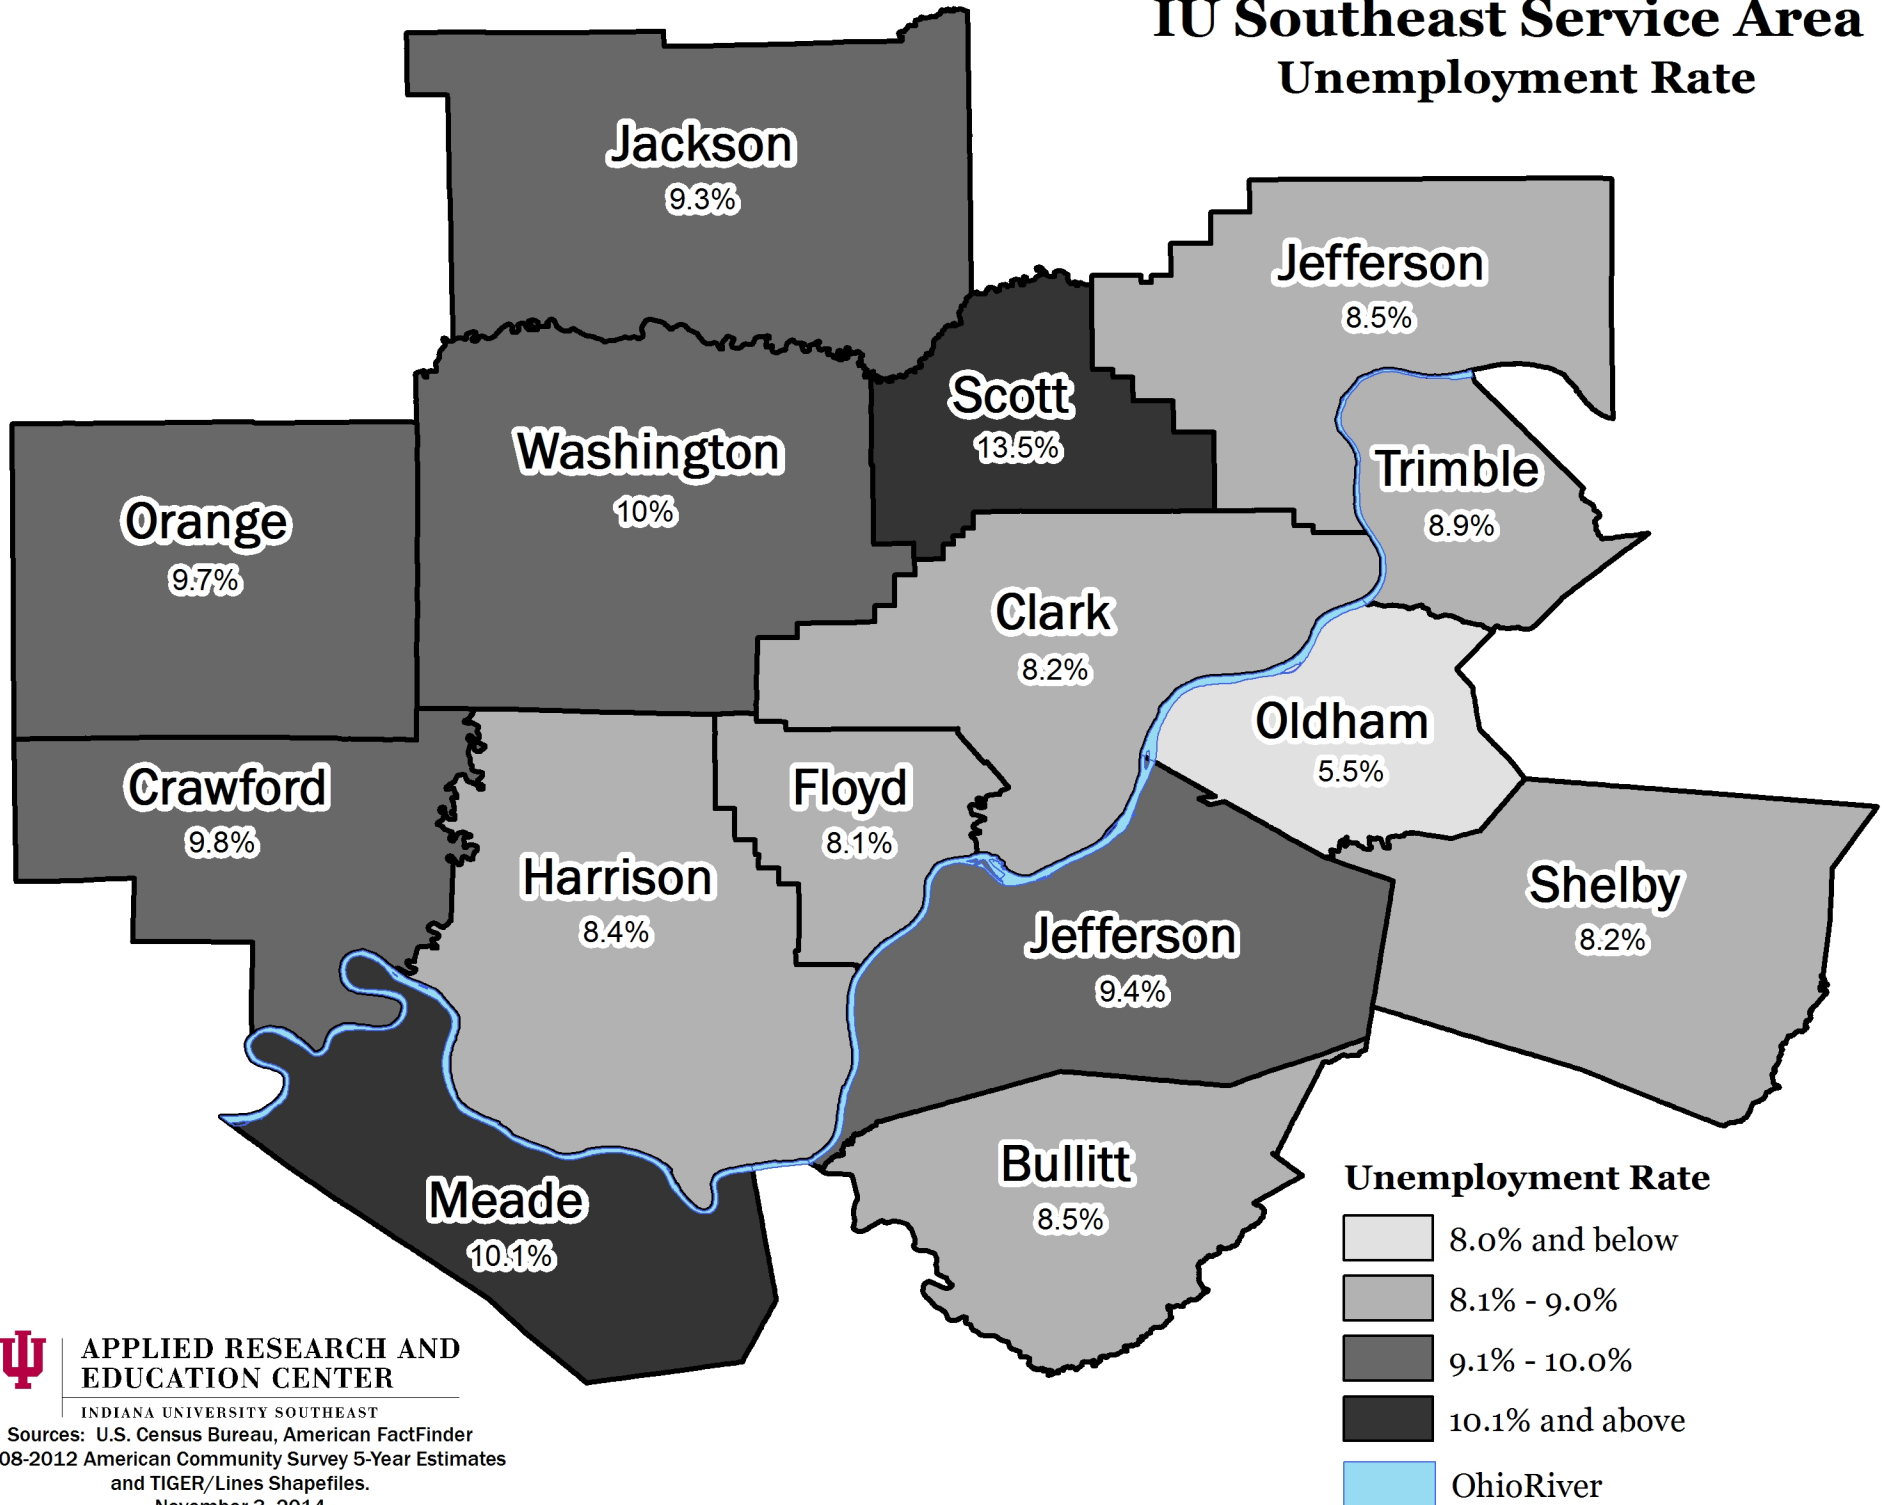 IU Southeast Service Area
Unemployment Rate
Jackson
9.3%
Jefferson
8.5%
Scott
13.5%
Washington
10%
Trimble
8.9%
Orange
9.7%
Clark
8.2%
Oldham
5.5%
Crawford
9.8%
Floyd
8.1%
Harrison
8.4%
Shelby
8.2%
Jefferson
9.4%
Bullitt
8.5%
Meade
10.1%
Unemployment Rate
8.0% and below
8.1% - 9.0%
9.1% - 10.0%
10.1% and above
OhioRiver
APPLIED RESEARCH AND
EDUCATION CENTER
INDIANA UNIVERSITY SOUTHEAST
Sources: U.S. Census Bureau, American FactFinder
08-2012 American Community Survey 5-Year Estimates
and TIGER/Lines Shapefiles.
November 3, 2014